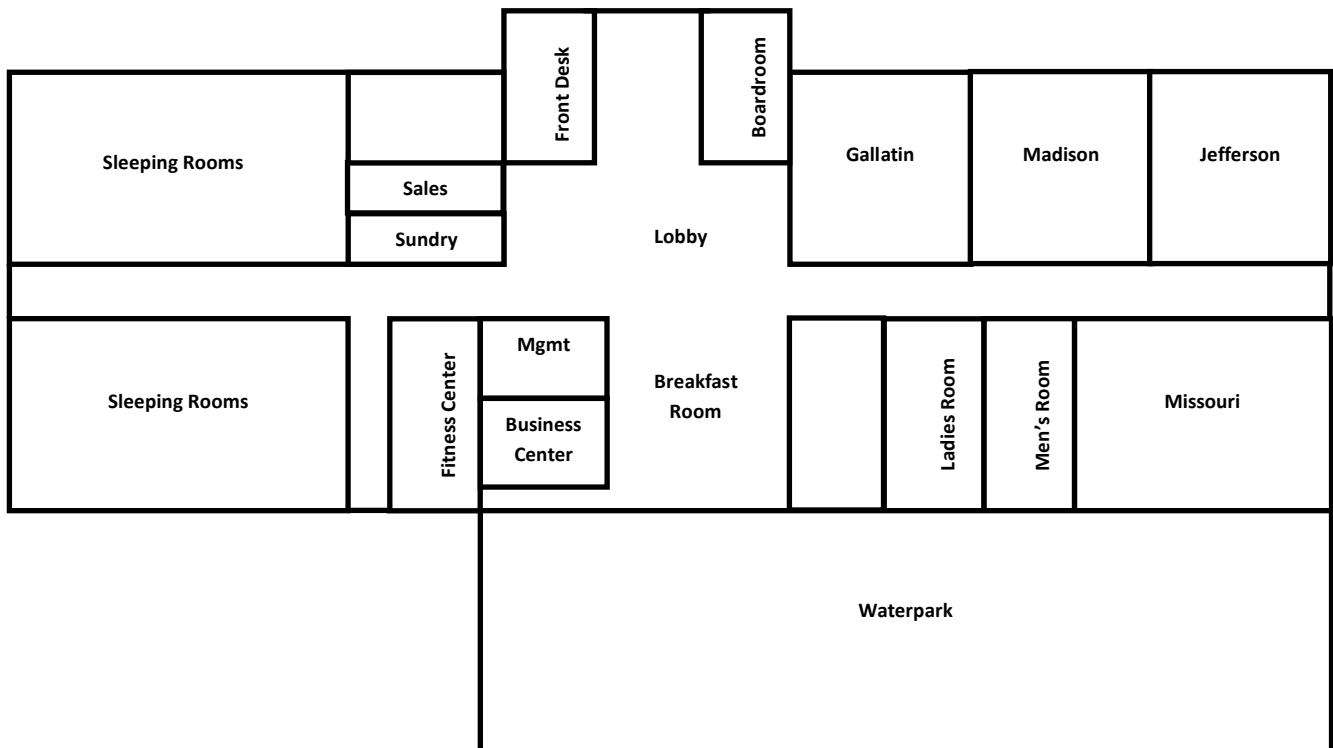 Front Desk
Boardroom
Sleeping Rooms
Gallatin
Madison
Jefferson
Sales
Sundry
Lobby
Mgmt
Fitness Center
Breakfast
Room
Sleeping Rooms
Business
Center
Ladies Room
Men’s Room
Missouri
Waterpark